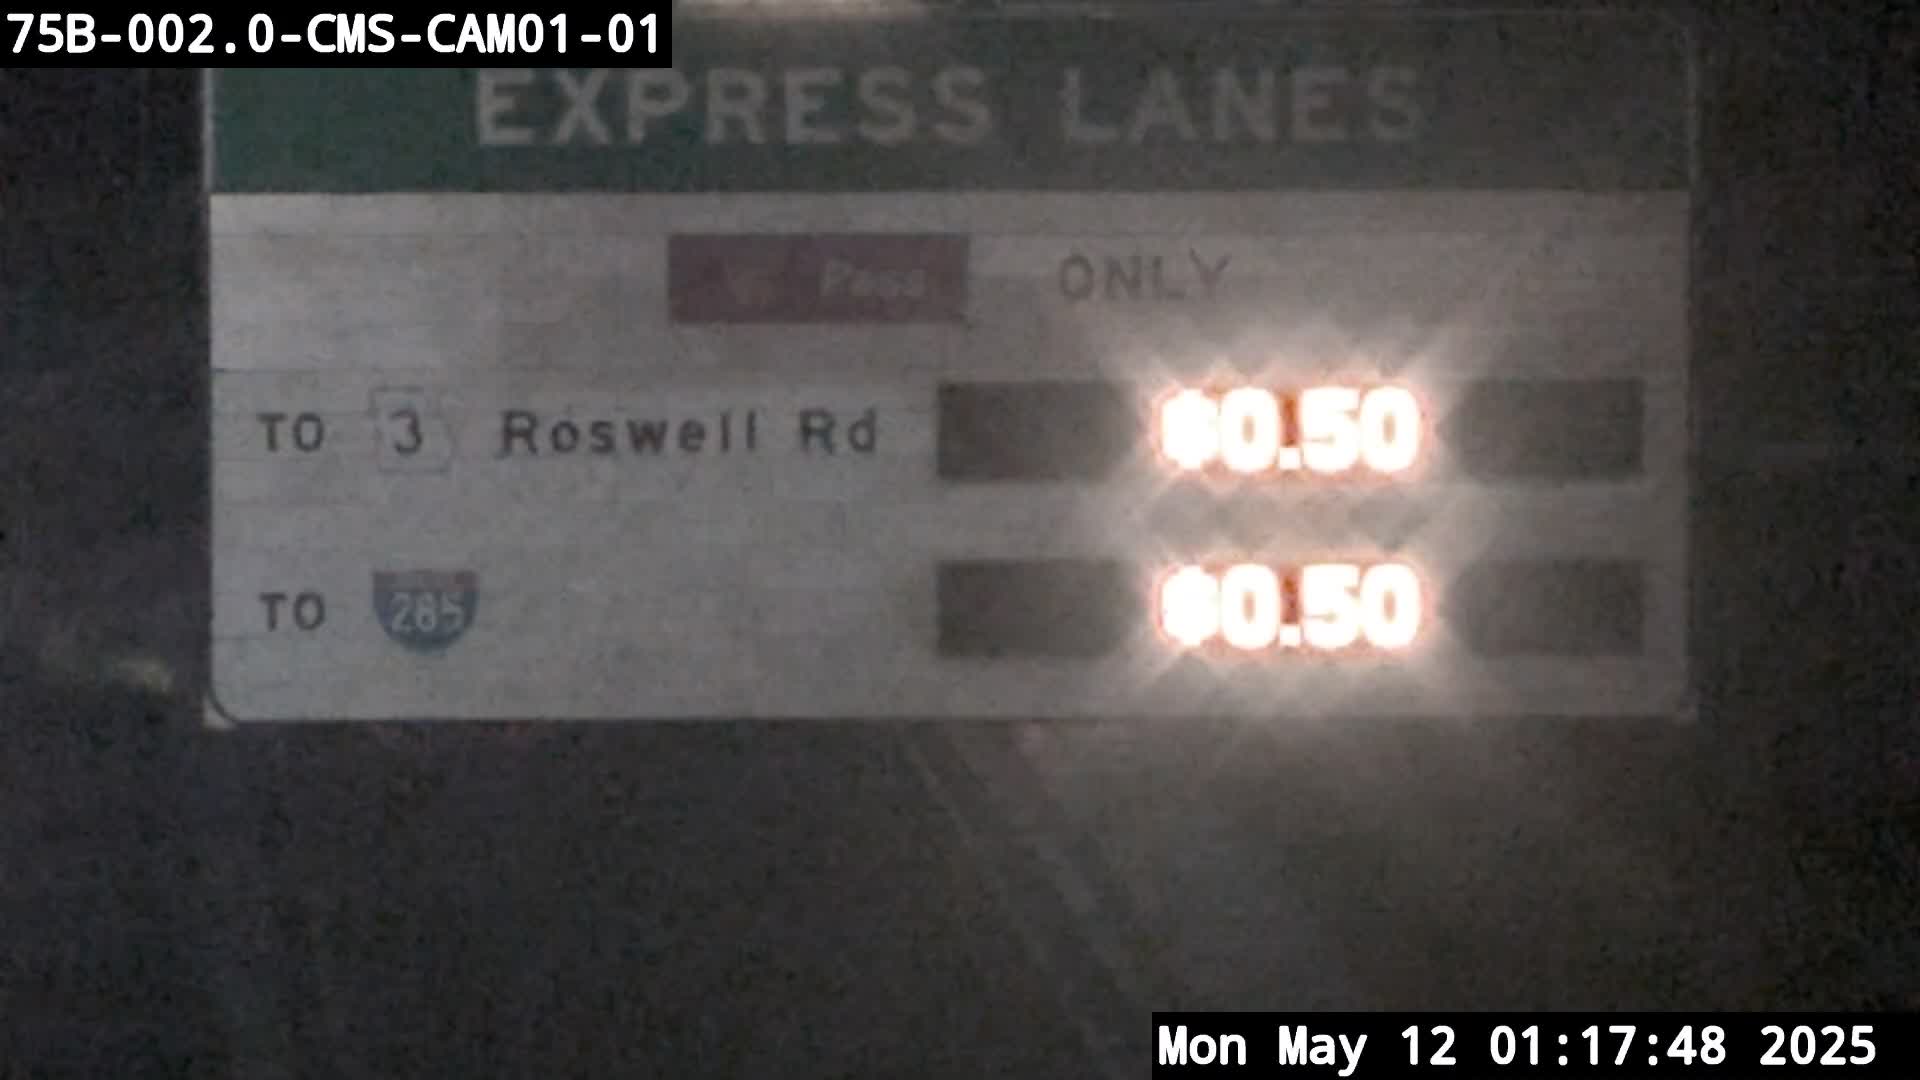 75B-002.0-CMS-CAM01-01
EXPRESS LANES
Pass ONLY
TO 3 Roswell Rd $0.50
TO 285 $0.50
Mon May 12 01:17:48 2025